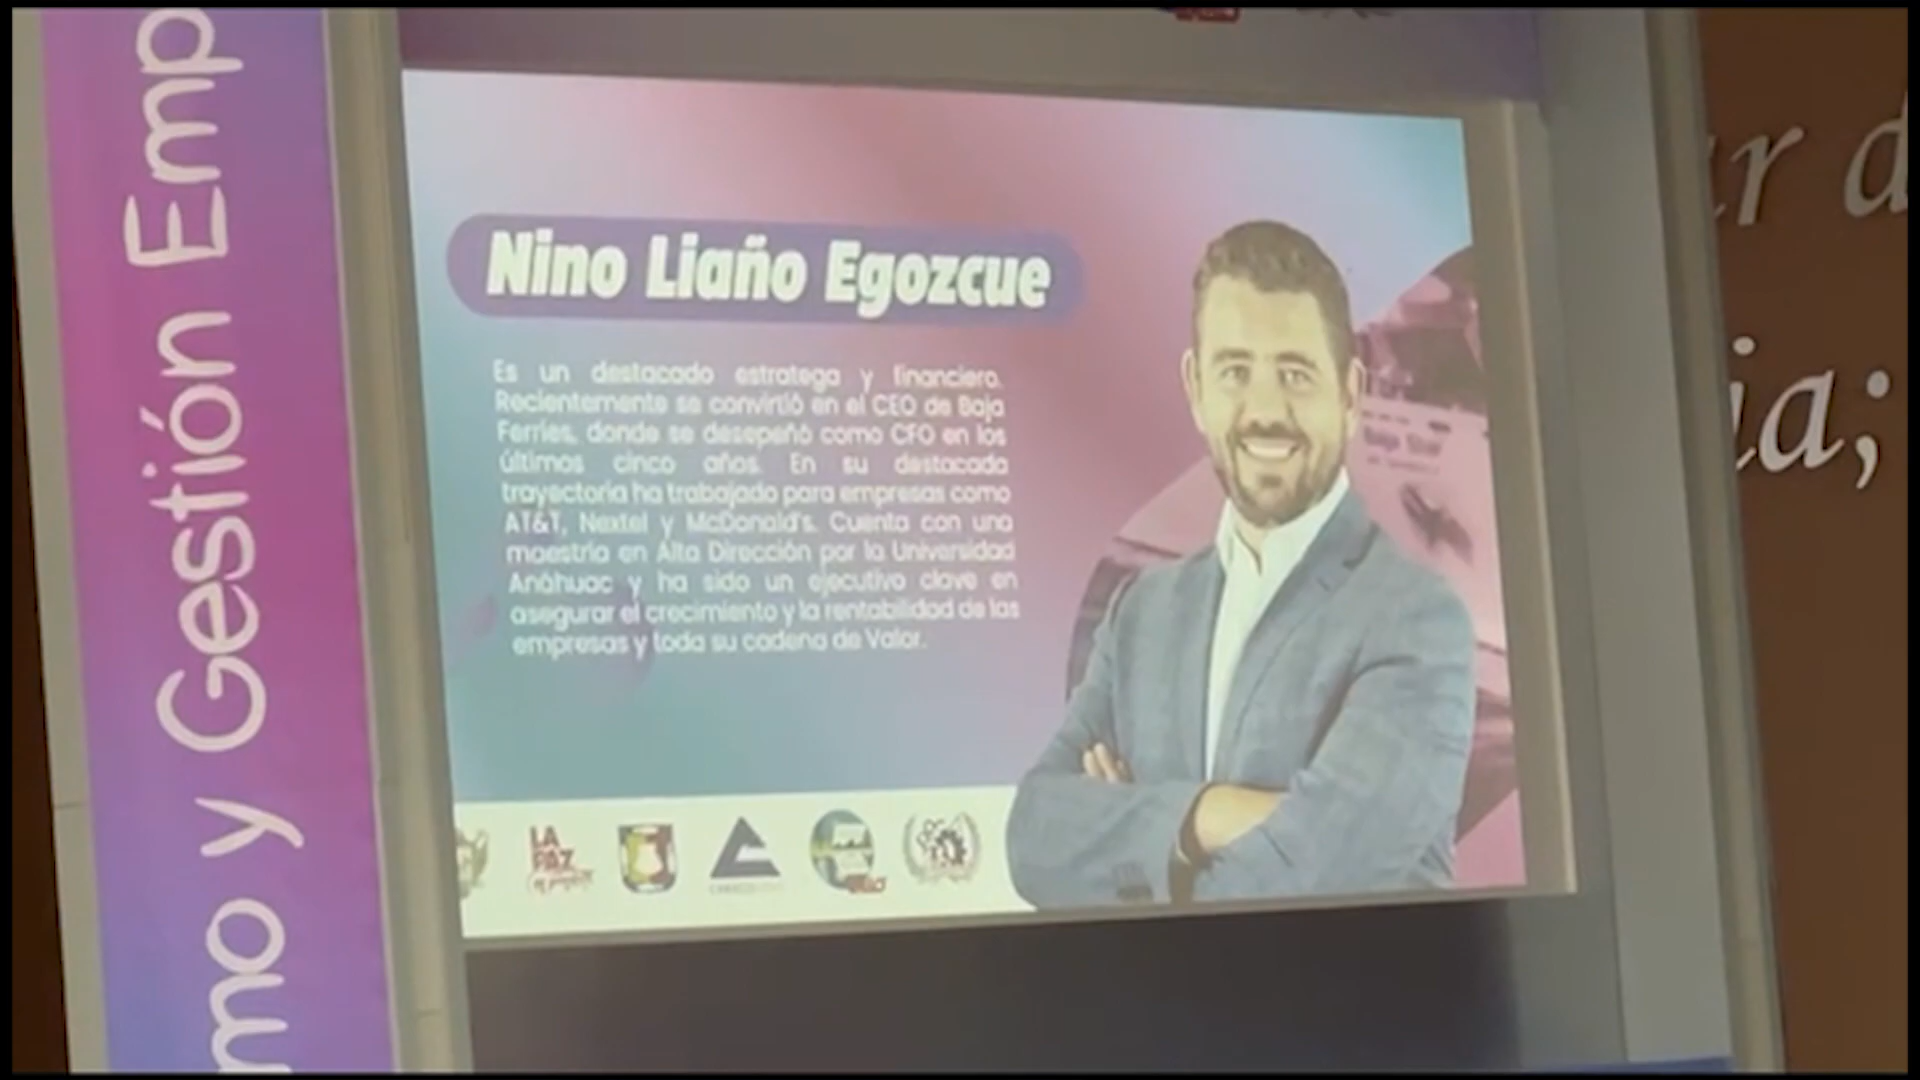 mo y Gestión Emp
Nino Liaño Egozcue
Es un destacado estratega y financiero.
Recientemente se convirtió en el CEO de Baja
Ferries, donde se desepeñó como CFO en los
últimos cinco años. En su destacada
trayectoria ha trabajado para empresas como
AT&T, Nextel y McDonald's. Cuenta con una
maestría en Alta Dirección por la Universidad
Anáhuac y ha sido un ejecutivo clave en
asegurar el crecimiento y la rentabilidad de las
empresas y toda su cadena de Valor.
Baja Star
LA
PAZ
r d
ia;